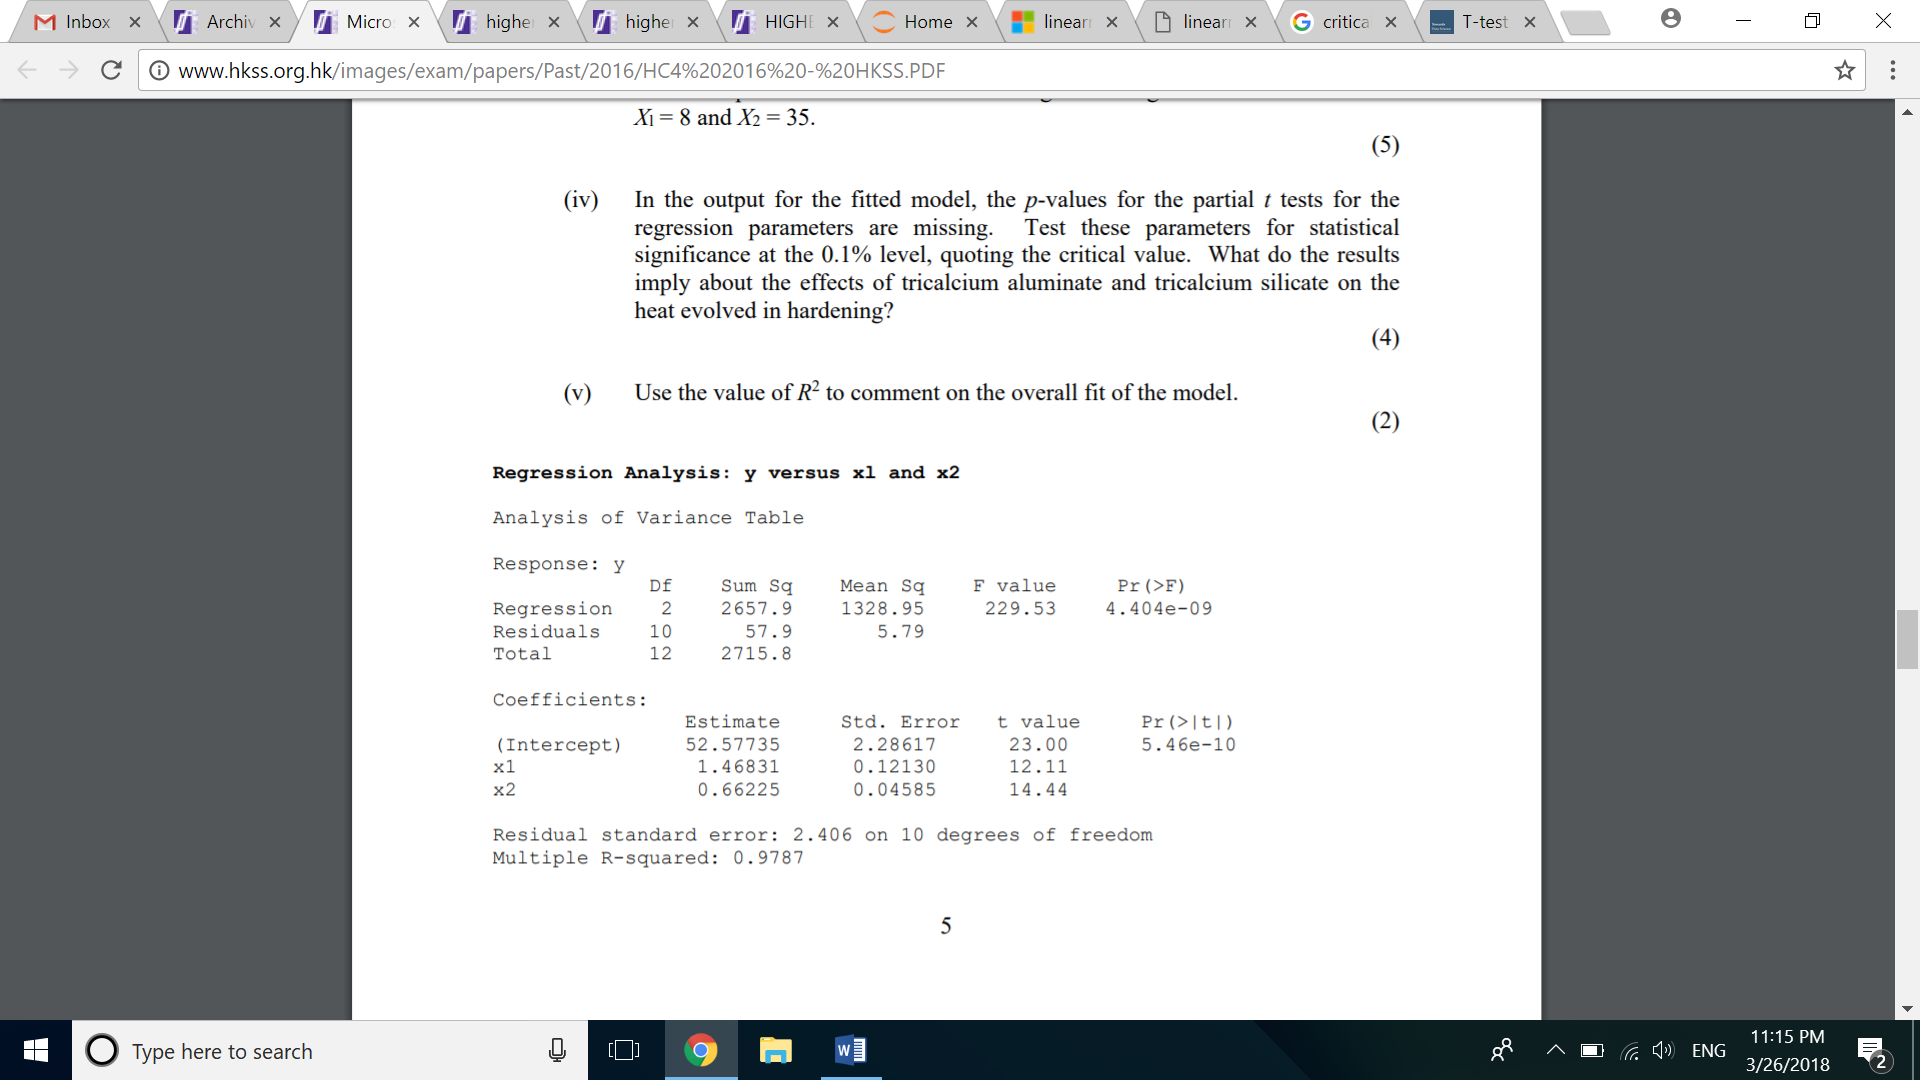 Inbox
Archiv
Micro
higher
higher
HIGHE
Home
linear
linear
critica
T-test
www.hkss.org.hk/images/exam/papers/Past/2016/HC4%202016%20-%20HKSS.PDF
X1 = 8 and X2 = 35.
(5)
(iv) In the output for the fitted model, the p-values for the partial t tests for the
regression parameters are missing. Test these parameters for statistical
significance at the 0.1% level, quoting the critical value. What do the results
imply about the effects of tricalcium aluminate and tricalcium silicate on the
heat evolved in hardening?
(4)
(v) Use the value of R² to comment on the overall fit of the model.
(2)
Regression Analysis: y versus x1 and x2
Analysis of Variance Table
Response: y
Df Sum Sq Mean Sq F value Pr(>F)
Regression 2 2657.9 1328.95 229.53 4.404e-09
Residuals 10 57.9 5.79
Total 12 2715.8
Coefficients:
Estimate Std. Error t value Pr(>|t|)
(Intercept) 52.57735 2.28617 23.00 5.46e-10
x1 1.46831 0.12130 12.11
x2 0.66225 0.04585 14.44
Residual standard error: 2.406 on 10 degrees of freedom
Multiple R-squared: 0.9787
5
Type here to search
ENG
11:15 PM
3/26/2018
2